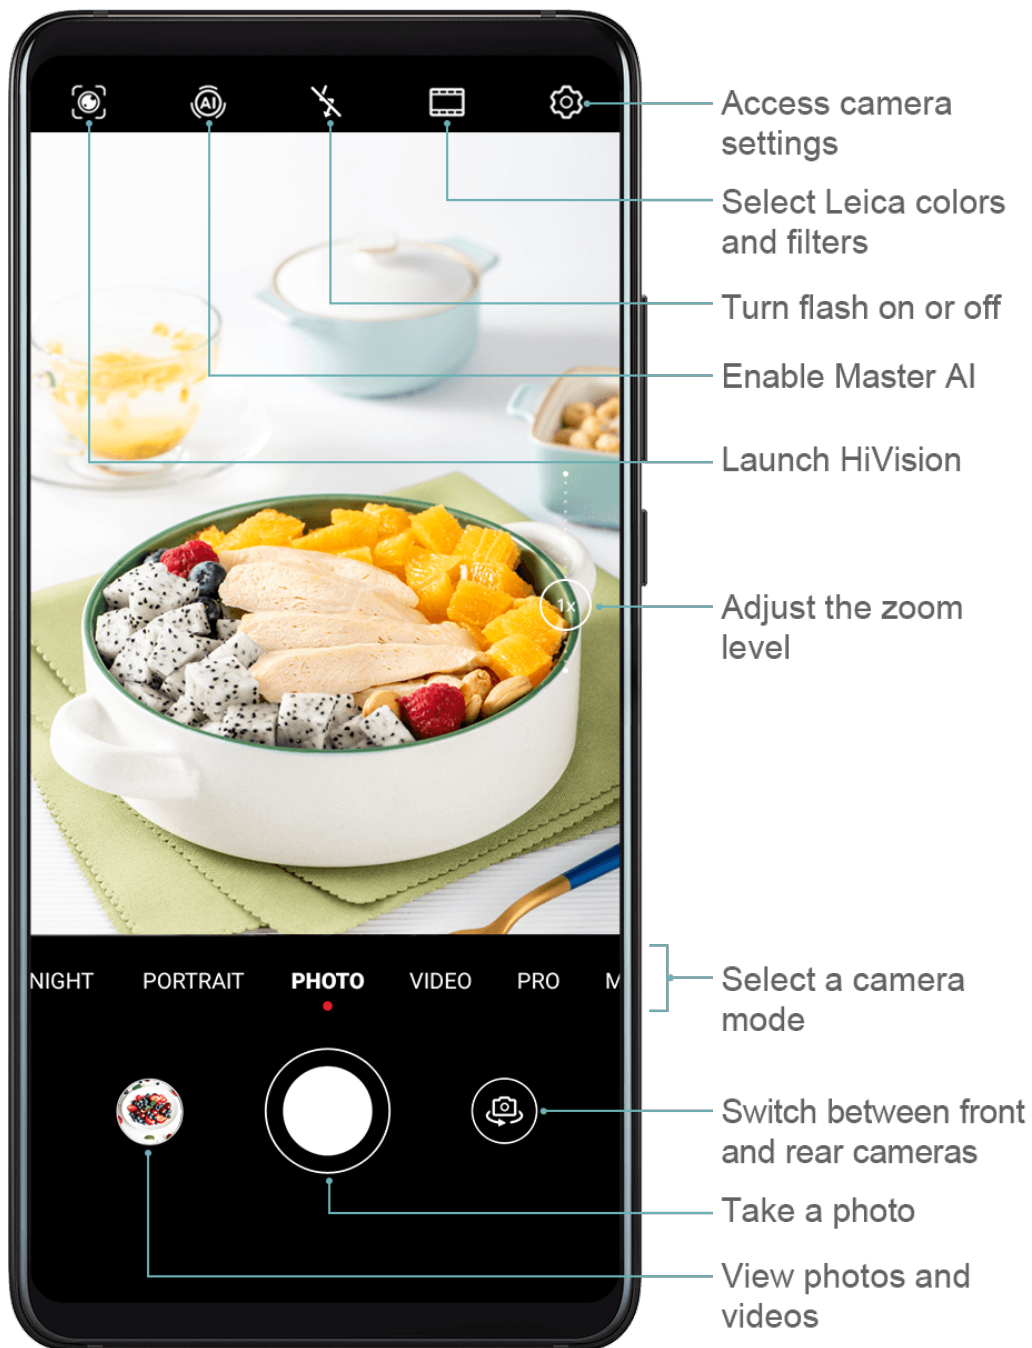 AI
Access camera
settings
Select Leica colors
and filters
Turn flash on or off
Enable Master AI
Launch HiVision
1x
Adjust the zoom
level
NIGHT PORTRAIT PHOTO VIDEO PRO M
Select a camera
mode
Switch between front
and rear cameras
Take a photo
View photos and
videos